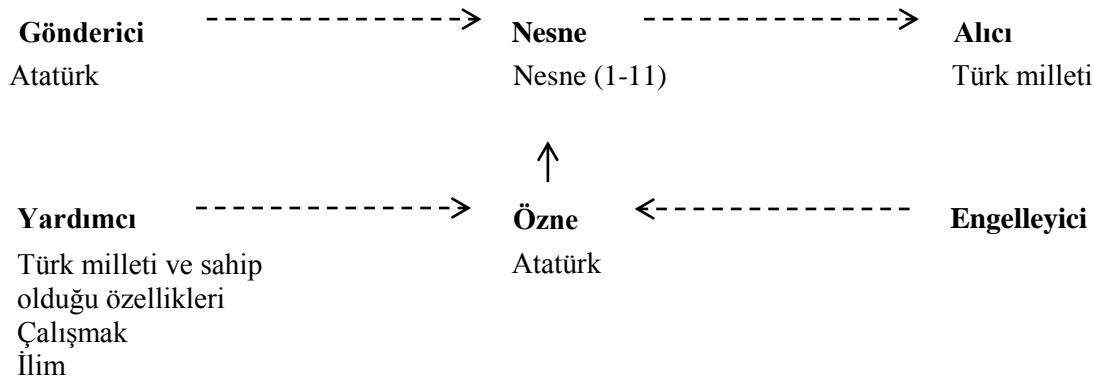 Gönderici
Nesne
Alıcı
Atatürk
Nesne (1-11)
Türk milleti
Yardımcı
Özne
Engelleyici
Türk milleti ve sahip
olduğu özellikleri
Çalışmak
İlim
Atatürk